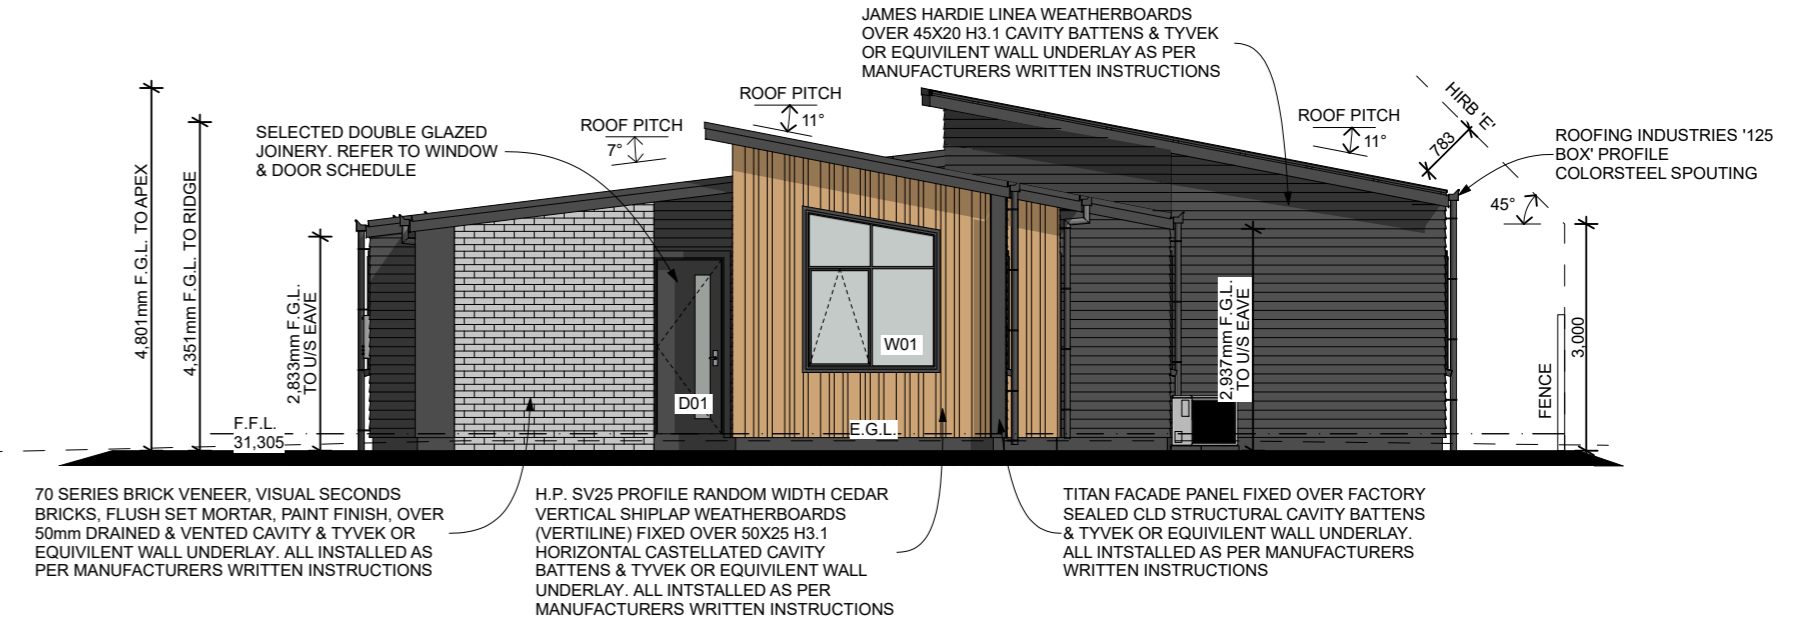 JAMES HARDIE LINEA WEATHERBOARDS
OVER 45X20 H3.1 CAVITY BATTENS & TYVEK
OR EQUIVILENT WALL UNDERLAY AS PER
MANUFACTURERS WRITTEN INSTRUCTIONS
ROOF PITCH
11°
ROOF PITCH
7°
ROOF PITCH
11°
HIRB 'E'
783
45°
SELECTED DOUBLE GLAZED
JOINERY. REFER TO WINDOW
& DOOR SCHEDULE
ROOFING INDUSTRIES '125
BOX' PROFILE
COLORSTEEL SPOUTING
4,801mm F.G.L. TO APEX
4,351mm F.G.L. TO RIDGE
2,833mm F.G.L.
TO U/S EAVE
2,937mm F.G.L.
TO U/S EAVE
3,000
FENCE
W01
D01
E.G.L.
F.F.L.
31,305
70 SERIES BRICK VENEER, VISUAL SECONDS
BRICKS, FLUSH SET MORTAR, PAINT FINISH, OVER
50mm DRAINED & VENTED CAVITY & TYVEK OR
EQUIVILENT WALL UNDERLAY. ALL INSTALLED AS
PER MANUFACTURERS WRITTEN INSTRUCTIONS
H.P. SV25 PROFILE RANDOM WIDTH CEDAR
VERTICAL SHIPLAP WEATHERBOARDS
(VERTILINE) FIXED OVER 50X25 H3.1
HORIZONTAL CASTELLATED CAVITY
BATTENS & TYVEK OR EQUIVILENT WALL
UNDERLAY. ALL INTSTALLED AS PER
MANUFACTURERS WRITTEN INSTRUCTIONS
TITAN FACADE PANEL FIXED OVER FACTORY
SEALED CLD STRUCTURAL CAVITY BATTENS
& TYVEK OR EQUIVILENT WALL UNDERLAY.
ALL INTSTALLED AS PER MANUFACTURERS
WRITTEN INSTRUCTIONS